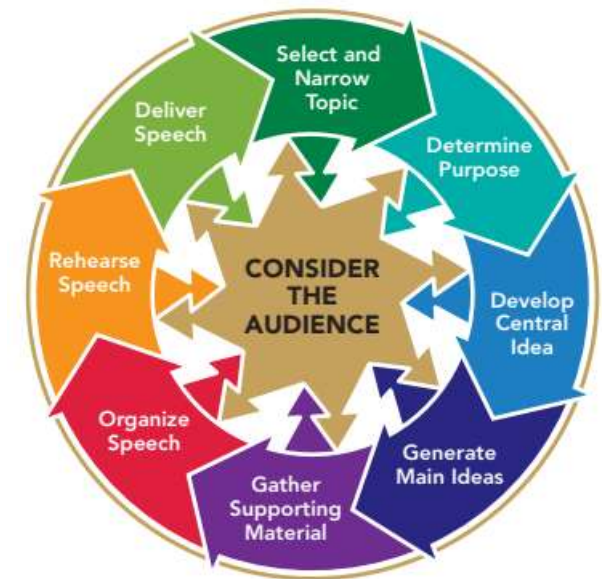 Select and
Narrow
Topic
Determine
Purpose
Develop
Central
Idea
Generate
Main Ideas
Gather
Supporting
Material
Organize
Speech
Rehearse
Speech
Deliver
Speech
CONSIDER
THE
AUDIENCE